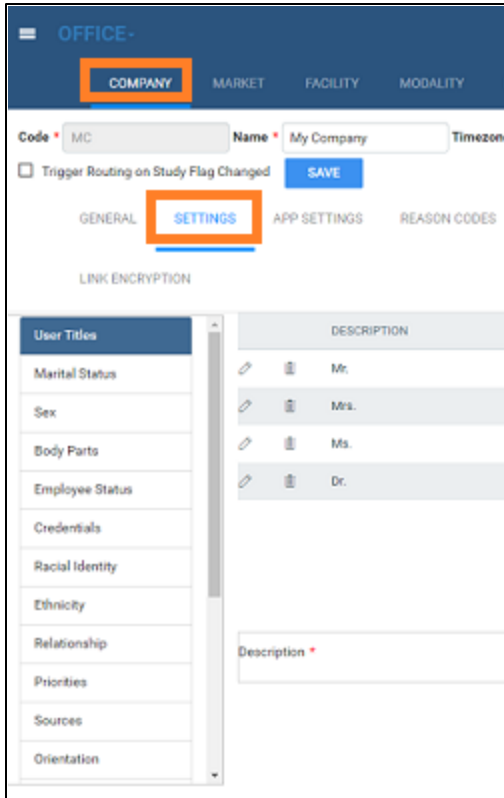 OFFICE-
COMPANY MARKET FACILITY MODALITY
Code * MC Name * My Company Timezon
Trigger Routing on Study Flag Changed SAVE
GENERAL SETTINGS APP SETTINGS REASON CODES
LINK ENCRYPTION
User Titles
Marital Status
Sex
Body Parts
Employee Status
Credentials
Racial Identity
Ethnicity
Relationship
Priorities
Sources
Orientation
DESCRIPTION
Mr.
Mrs.
Ms.
Dr.
Description *